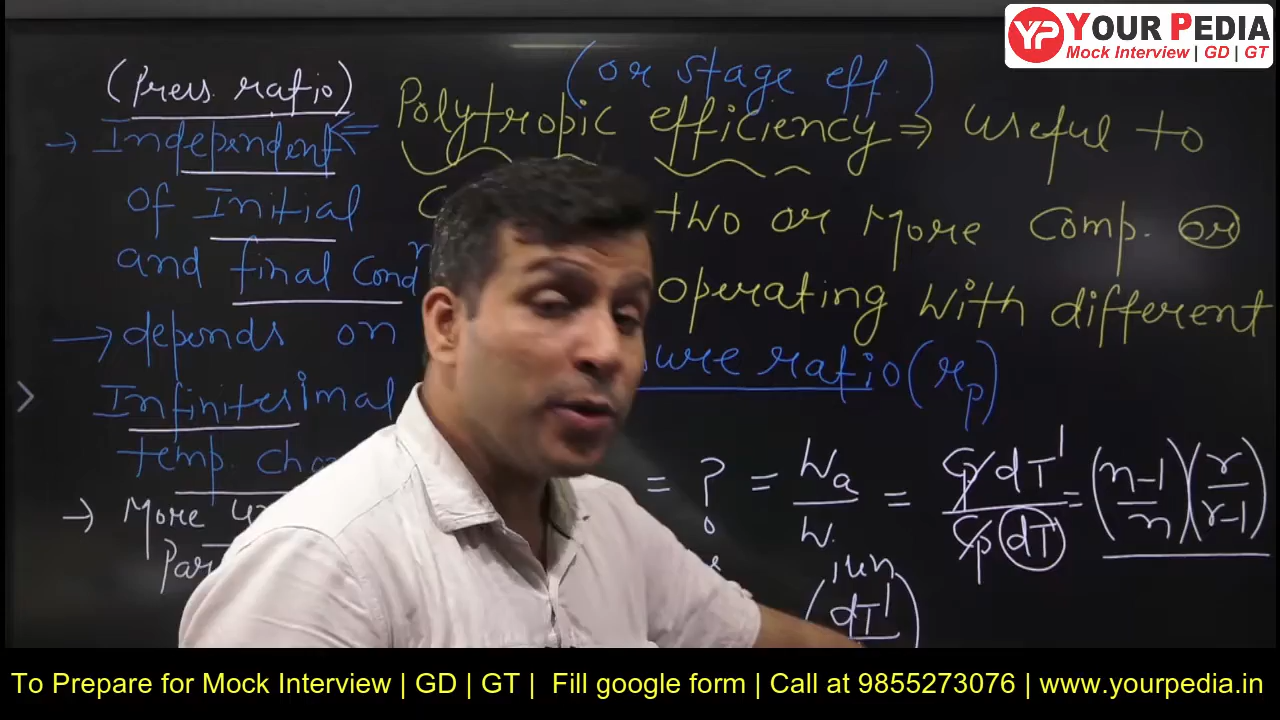 YP YOUR PEDIA
Mock Interview | GD | GT
(Press. ratio)
(or stage eff.)
→ Independent ⇐ Polytropic efficiency ⇒ Useful to
of Initial
two or More Comp. or
and final Condn
operating with different
→ depends on
ure ratio (rp)
Infinitesimal
temp.
= ? = Wa / W = Cp dT' / Cp dT = (n-1 / n)(r / r-1)
→ More
(dT'
To Prepare for Mock Interview | GD | GT | Fill google form | Call at 9855273076 | www.yourpedia.in